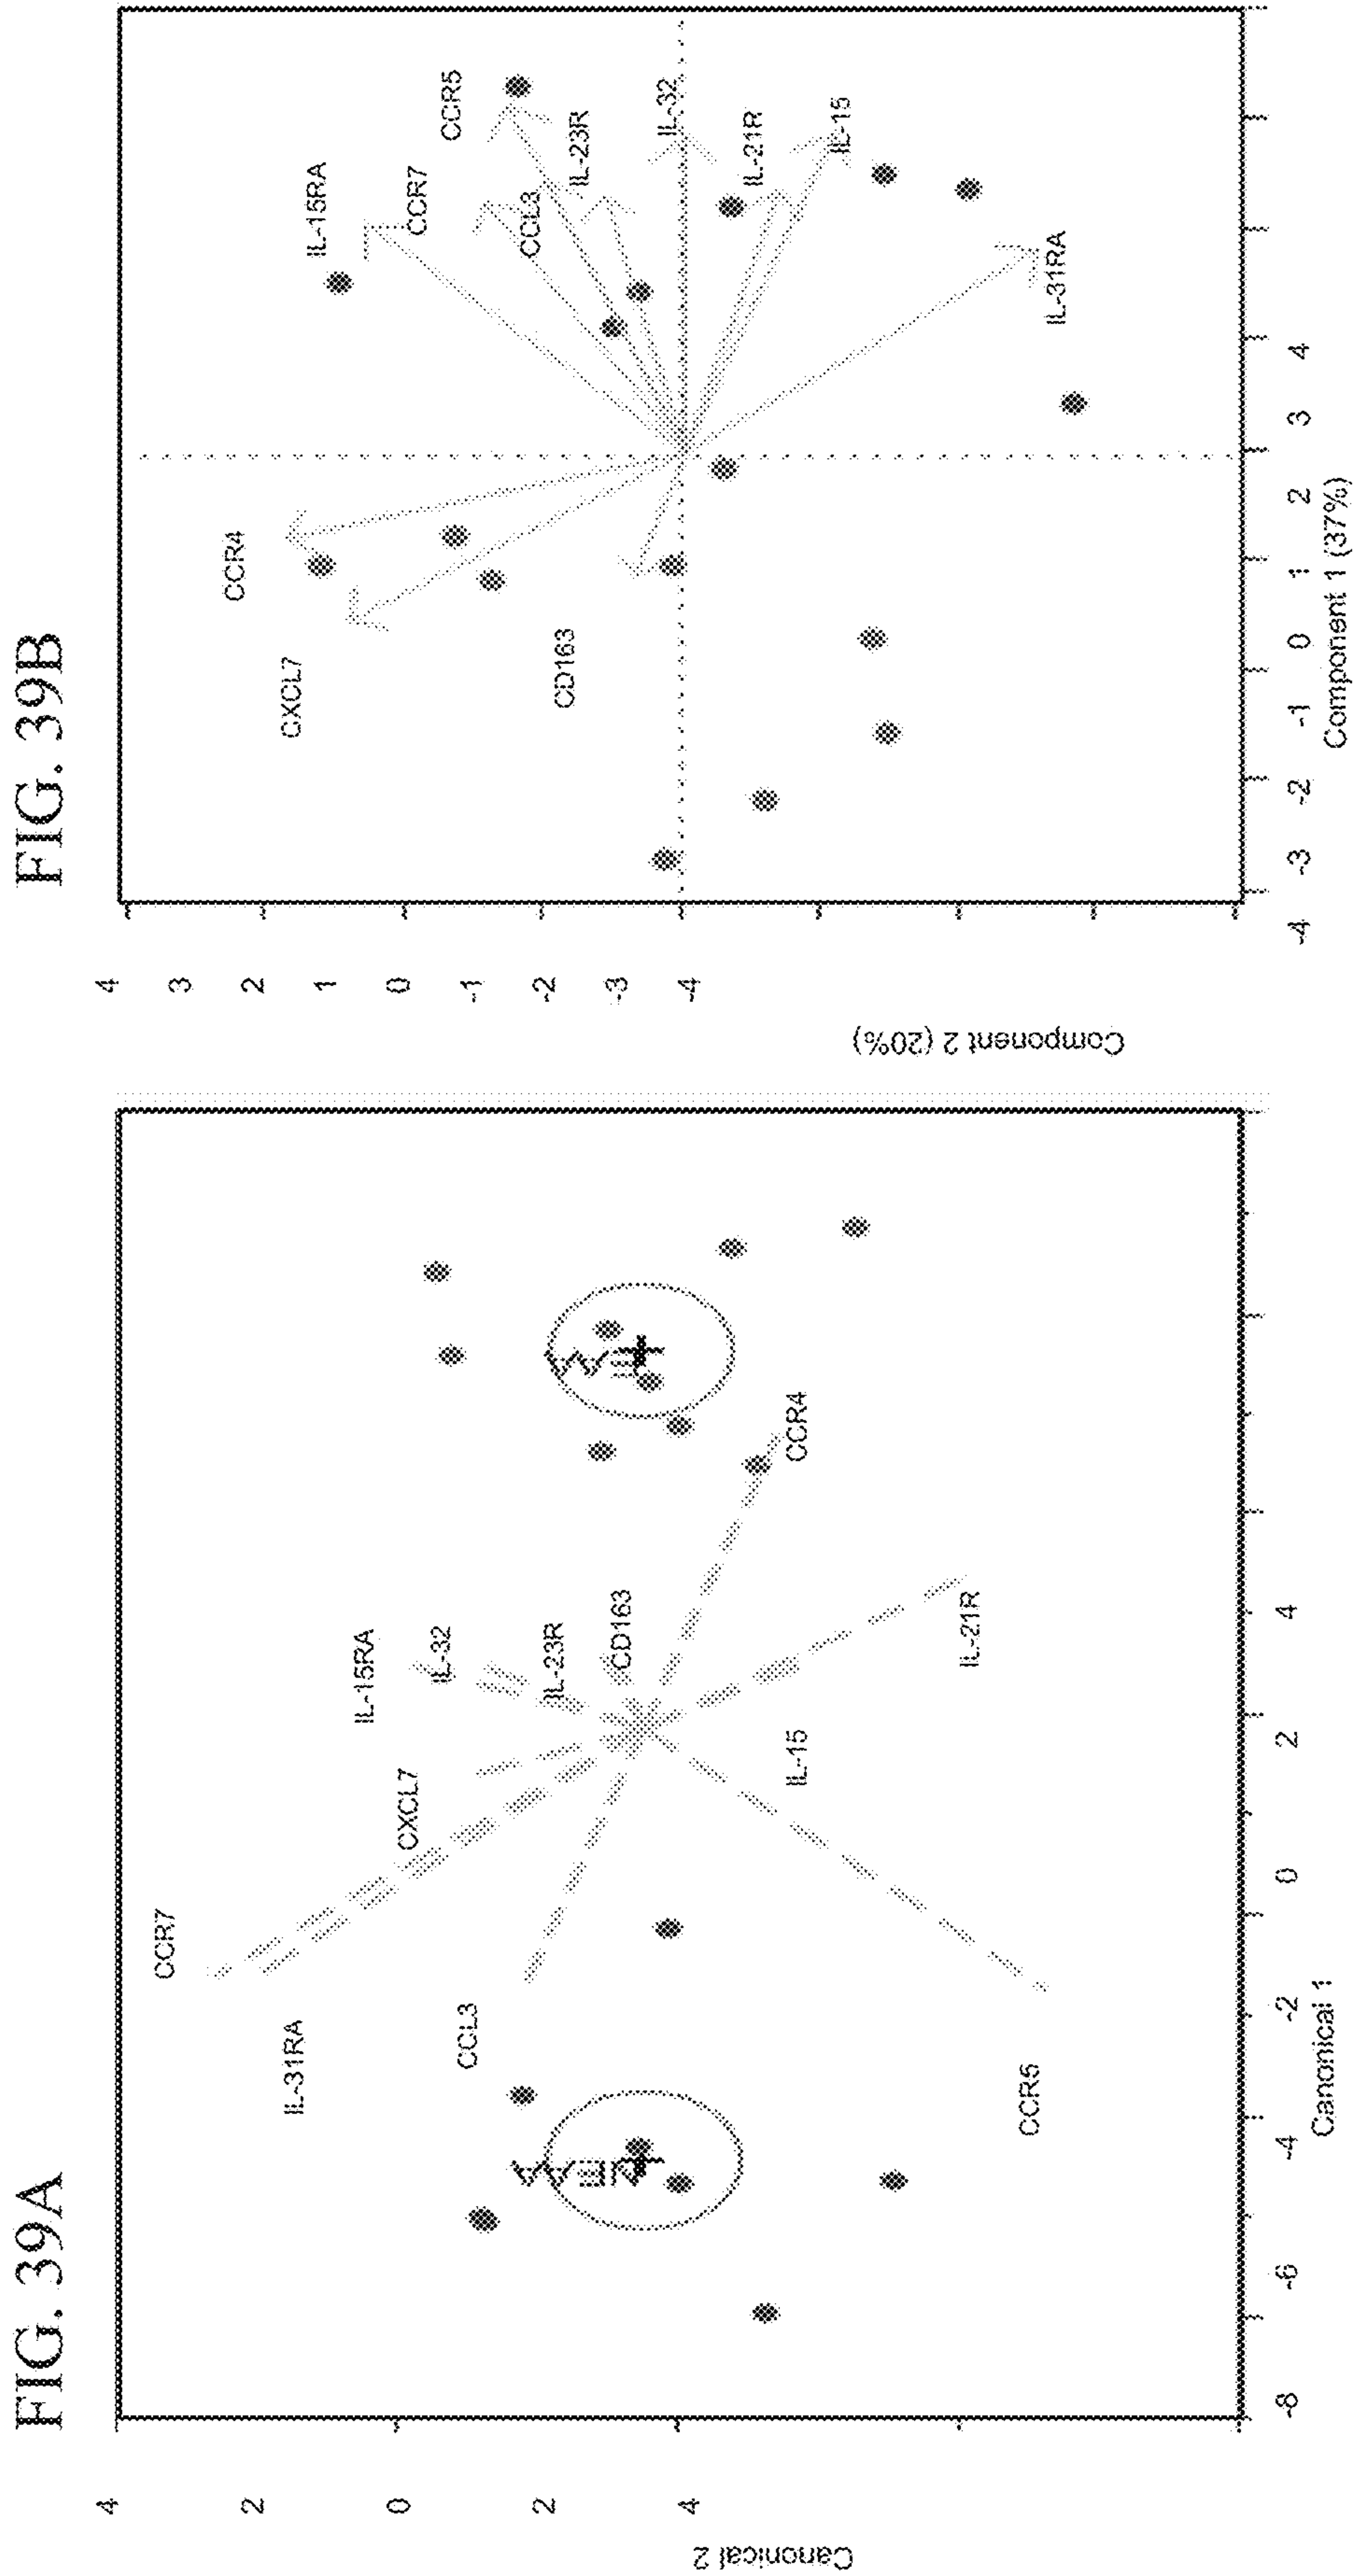 FIG. 39A
CCR7
IL-31RA
CXCL7
IL-15RA
IL-32
CCL3
IL-23R
CD163
IL-15
CCR4
IL-21R
CCR5
4
2
0
2
4
Canonical 2
-8
-6
-4
-2
0
2
4
Canonical 1
FIG. 39B
CCR4
CXCL7
CD163
IL-15RA
CCR7
CCR5
CCL3
IL-23R
IL-32
IL-21R
IL-15
IL-31RA
4
3
2
1
0
-1
-2
-3
-4
Component 2 (20%)
-4
-3
-2
-1
0
1
2
3
4
Component 1 (37%)